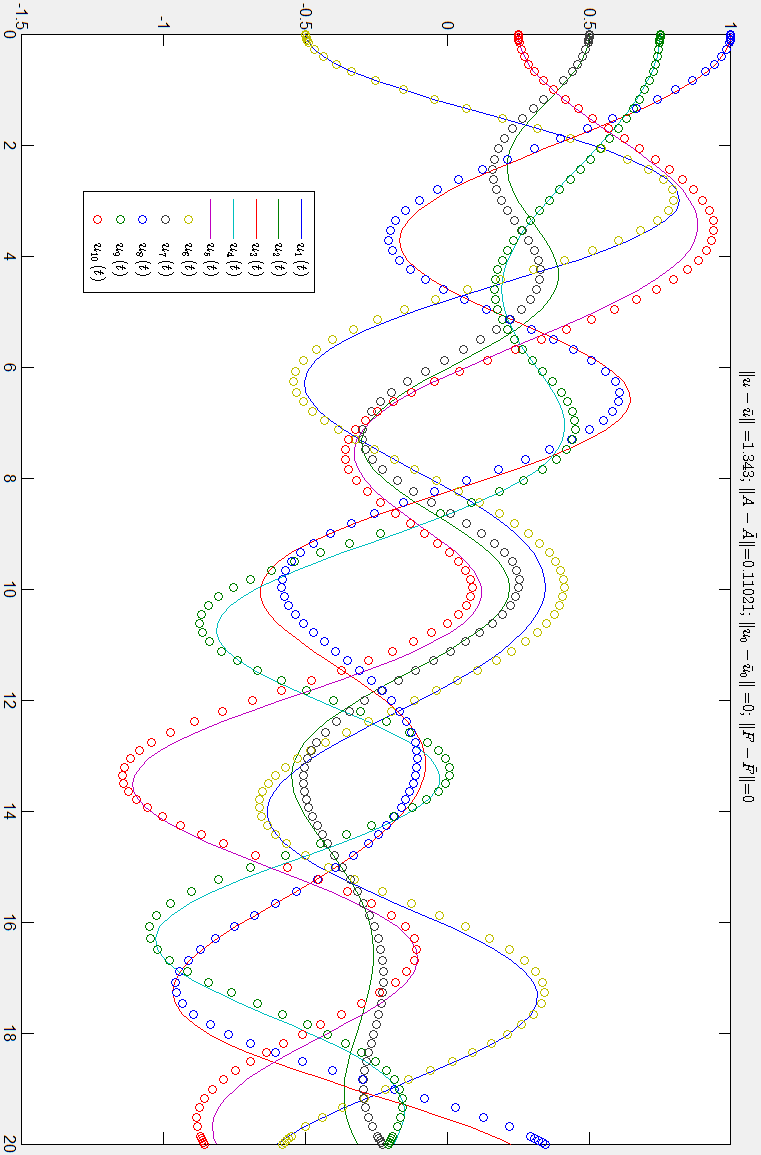 ‖u − ū‖ =1.343; ‖A − Ā‖=0.11021; ‖u₀ − ū₀‖ =0; ‖F − F̄‖=0
1
0.5
0
-0.5
-1
-1.5
u₁(t)
u₂(t)
u₃(t)
u₄(t)
u₅(t)
u₆(t)
u₇(t)
u₈(t)
u₉(t)
u₁₀(t)
0 2 4 6 8 10 12 14 16 18 20